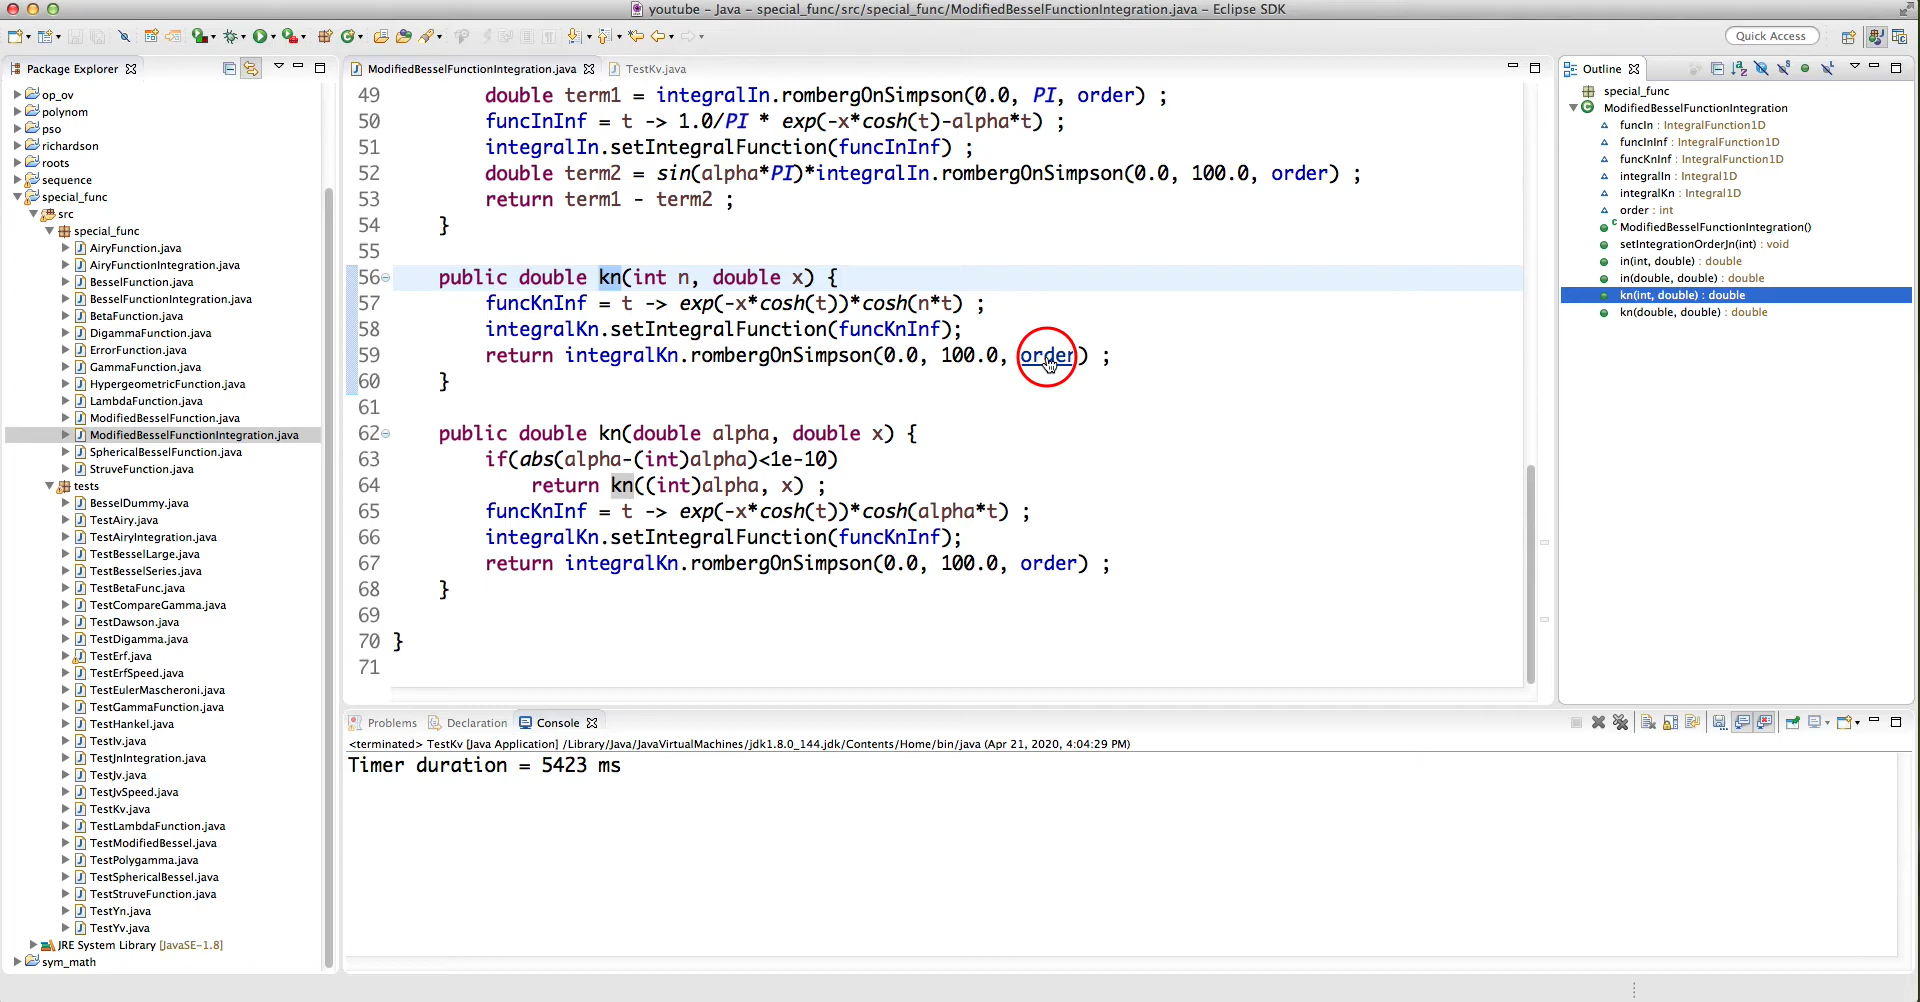 youtube - Java - special_func/src/special_func/ModifiedBesselFunctionIntegration.java - Eclipse SDK
Quick Access
Package Explorer
op_ov
polynom
pso
richardson
roots
sequence
special_func
src
special_func
AiryFunction.java
AiryFunctionIntegration.java
BesselFunction.java
BesselFunctionIntegration.java
BetaFunction.java
DigammaFunction.java
ErrorFunction.java
GammaFunction.java
HypergeometricFunction.java
LambdaFunction.java
ModifiedBesselFunction.java
ModifiedBesselFunctionIntegration.java
SphericalBesselFunction.java
StruveFunction.java
tests
BesselDummy.java
TestAiry.java
TestAiryIntegration.java
TestBesselLarge.java
TestBesselSeries.java
TestBetaFunc.java
TestCompareGamma.java
TestDawson.java
TestDigamma.java
TestErf.java
TestErfSpeed.java
TestEulerMascheroni.java
TestGammaFunction.java
TestHankel.java
TestIv.java
TestJnIntegration.java
TestJv.java
TestJvSpeed.java
TestKv.java
TestLambdaFunction.java
TestModifiedBessel.java
TestPolygamma.java
TestSphericalBessel.java
TestStruveFunction.java
TestYn.java
TestYv.java
JRE System Library [JavaSE-1.8]
sym_math
ModifiedBesselFunctionIntegration.java TestKv.java
49 double term1 = integralIn.rombergOnSimpson(0.0, PI, order) ;
50 funcInInf = t -> 1.0/PI * exp(-x*cosh(t)-alpha*t) ;
51 integralIn.setIntegralFunction(funcInInf) ;
52 double term2 = sin(alpha*PI)*integralIn.rombergOnSimpson(0.0, 100.0, order) ;
53 return term1 - term2 ;
54 }
55
56 public double kn(int n, double x) {
57 funcKnInf = t -> exp(-x*cosh(t))*cosh(n*t) ;
58 integralKn.setIntegralFunction(funcKnInf);
59 return integralKn.rombergOnSimpson(0.0, 100.0, order) ;
60 }
61
62 public double kn(double alpha, double x) {
63 if(abs(alpha-(int)alpha)<1e-10)
64 return kn((int)alpha, x) ;
65 funcKnInf = t -> exp(-x*cosh(t))*cosh(alpha*t) ;
66 integralKn.setIntegralFunction(funcKnInf);
67 return integralKn.rombergOnSimpson(0.0, 100.0, order) ;
68 }
69
70 }
71
Outline
special_func
ModifiedBesselFunctionIntegration
funcIn : IntegralFunction1D
funcInInf : IntegralFunction1D
funcKnInf : IntegralFunction1D
integralIn : Integral1D
integralKn : Integral1D
order : int
ModifiedBesselFunctionIntegration()
setIntegrationOrderJn(int) : void
in(int, double) : double
in(double, double) : double
kn(int, double) : double
kn(double, double) : double
Problems Declaration Console
<terminated> TestKv [Java Application] /Library/Java/JavaVirtualMachines/jdk1.8.0_144.jdk/Contents/Home/bin/java (Apr 21, 2020, 4:04:29 PM)
Timer duration = 5423 ms